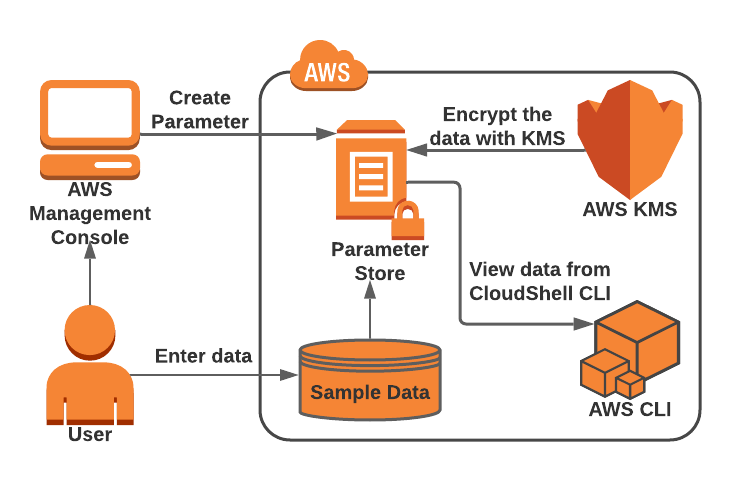 AWS
Create
Parameter
Encrypt the
data with KMS
AWS
Management
Console
AWS KMS
Parameter
Store
View data from
CloudShell CLI
Enter data
Sample Data
AWS CLI
User